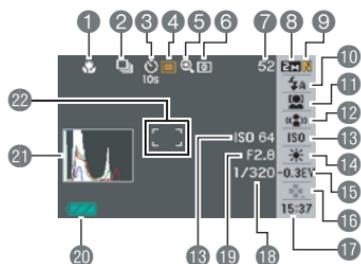 1 2 3 4 5 6 7 8 9
10s 52 2M N
A 10
11
22 12
ISO 64 ISO 13
F2.8 14
21 1/320 -0.3EV 15
16
20 13 19 18 15:37 17